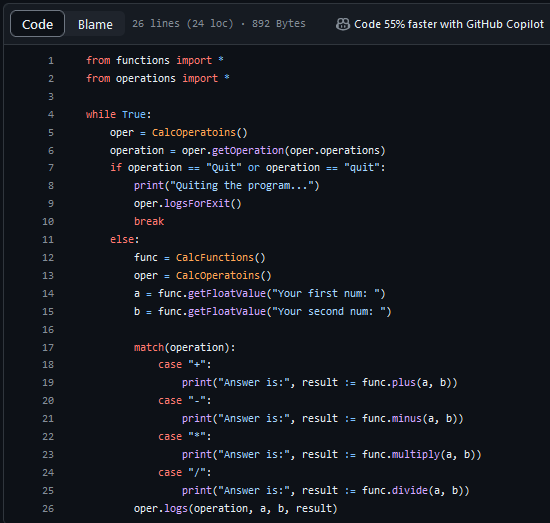 Code Blame 26 lines (24 loc) · 892 Bytes Code 55% faster with GitHub Copilot
1 from functions import *
2 from operations import *
3
4 while True:
5     oper = CalcOperatoins()
6     operation = oper.getOperation(oper.operations)
7     if operation == "Quit" or operation == "quit":
8         print("Quiting the program...")
9         oper.logsForExit()
10         break
11     else:
12         func = CalcFunctions()
13         oper = CalcOperatoins()
14         a = func.getFloatValue("Your first num: ")
15         b = func.getFloatValue("Your second num: ")
16
17         match(operation):
18             case "+":
19                 print("Answer is:", result := func.plus(a, b))
20             case "-":
21                 print("Answer is:", result := func.minus(a, b))
22             case "*":
23                 print("Answer is:", result := func.multiply(a, b))
24             case "/":
25                 print("Answer is:", result := func.divide(a, b))
26         oper.logs(operation, a, b, result)